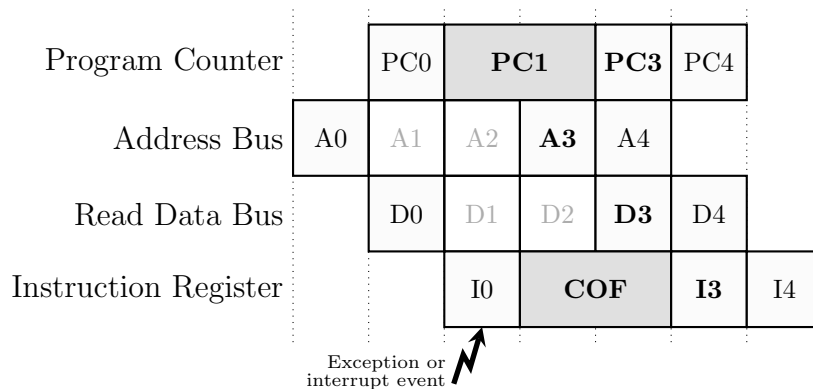 Program Counter PC0 PC1 PC3 PC4
Address Bus A0 A1 A2 A3 A4
Read Data Bus D0 D1 D2 D3 D4
Instruction Register I0 COF I3 I4
Exception or
interrupt event